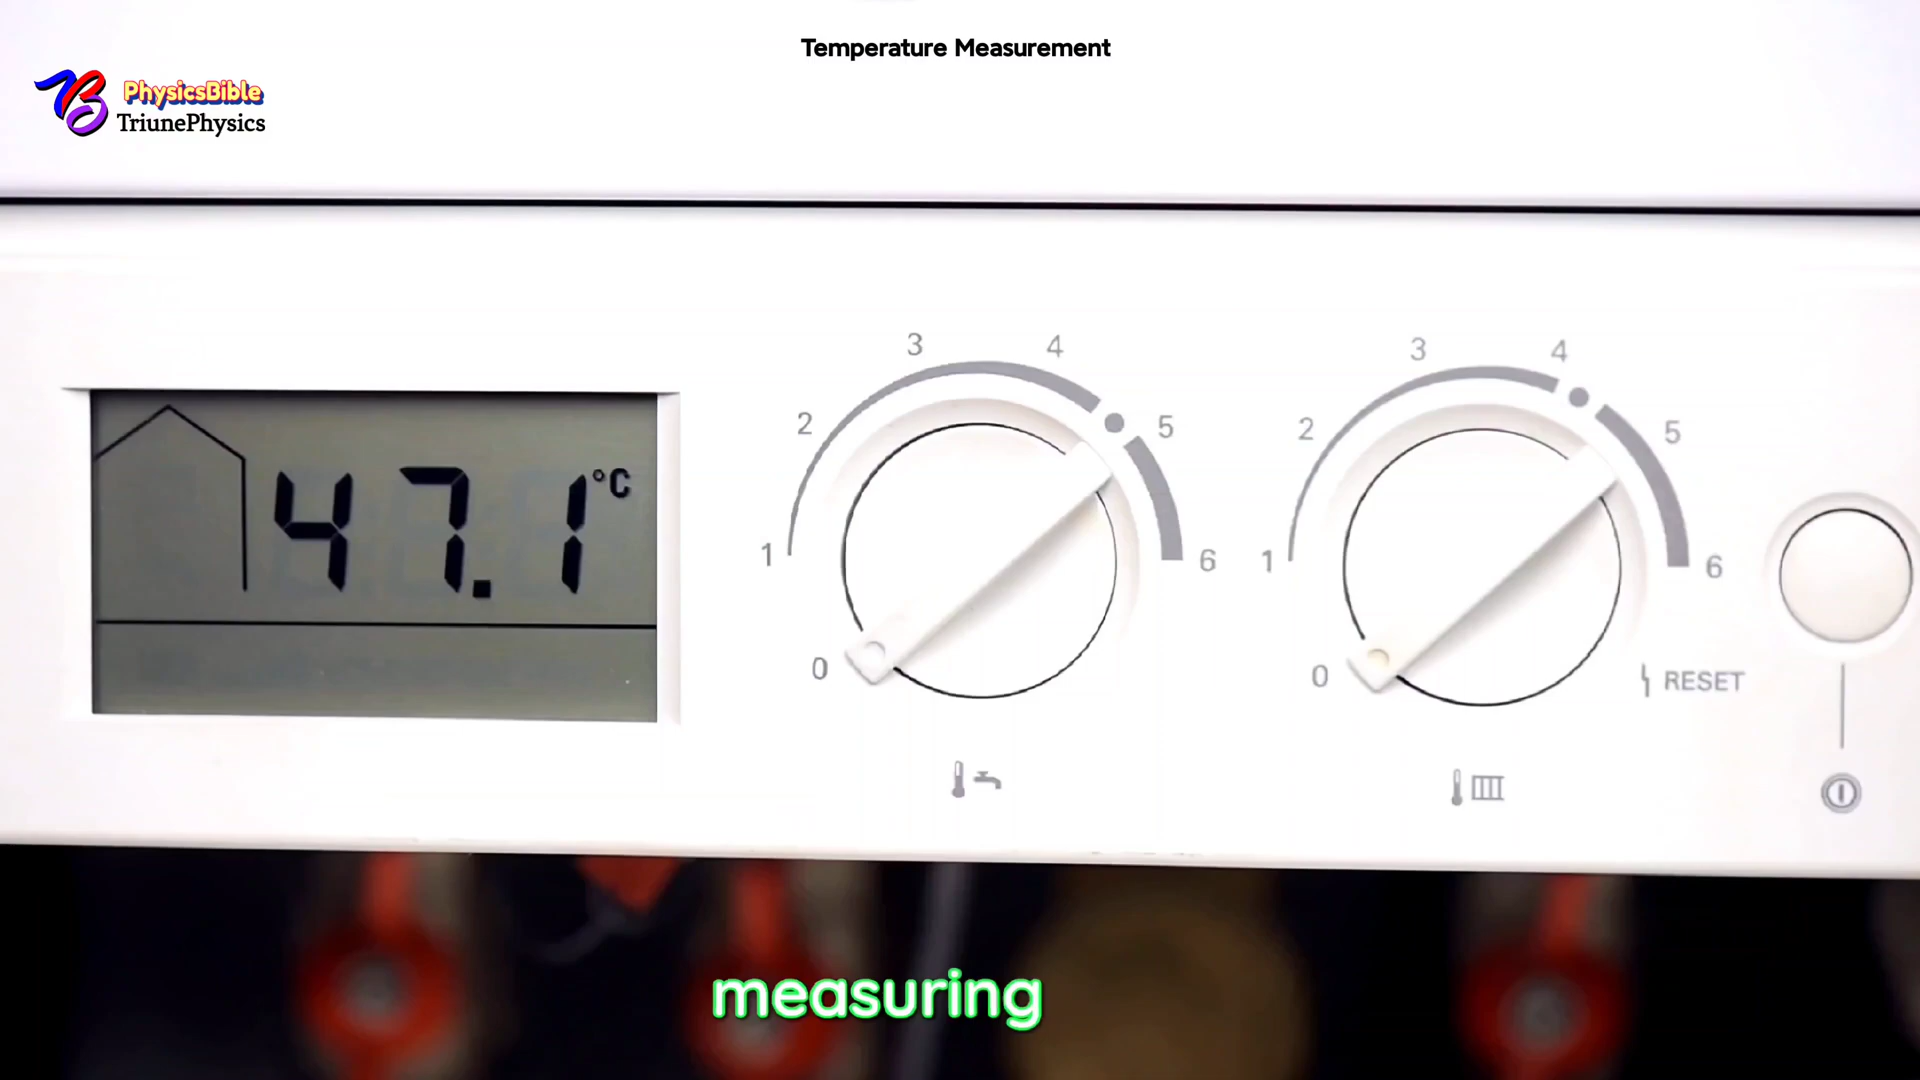 Temperature Measurement
PhysicsBible
TriunePhysics
47.1 °C
0 1 2 3 4 5 6
0 1 2 3 4 5 6
RESET
measuring